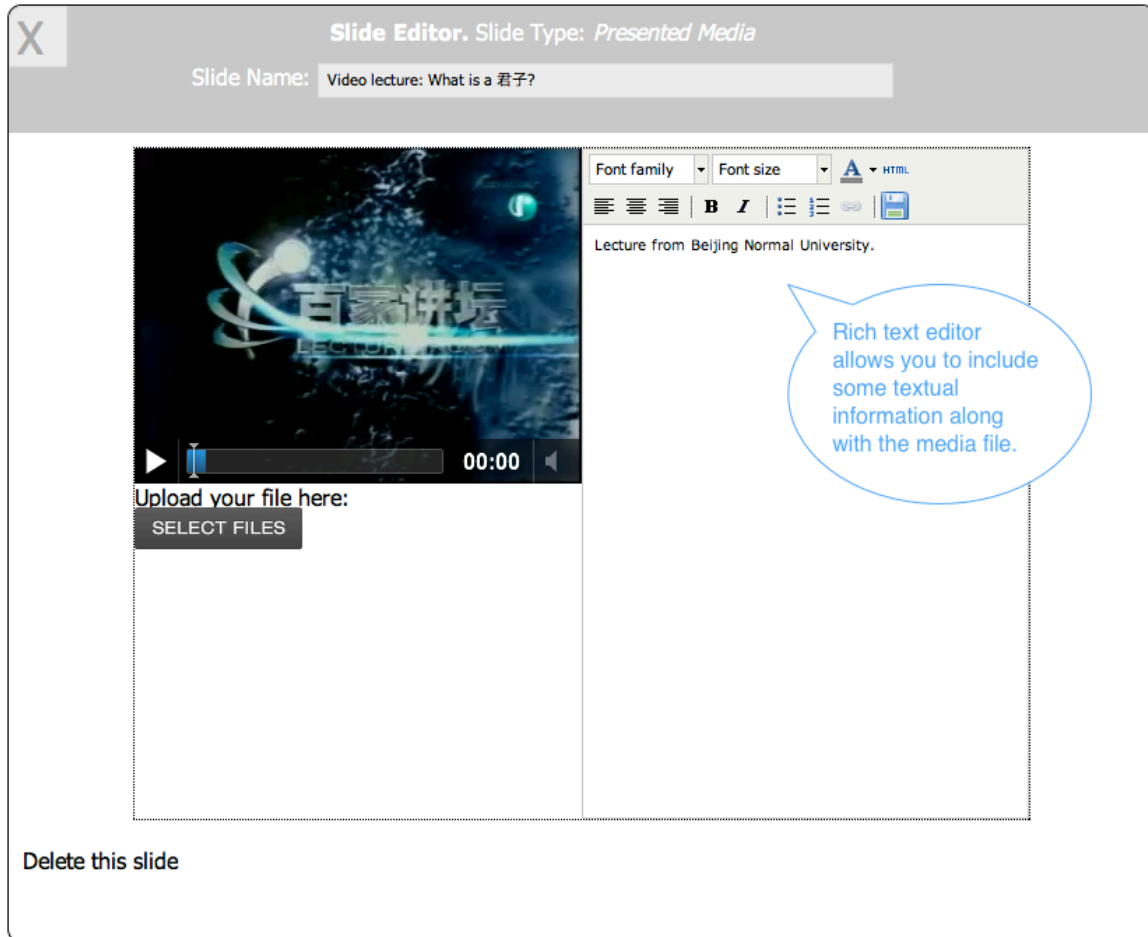 X
Slide Editor. Slide Type: Presented Media
Slide Name: Video lecture: What is a 君子?
Font family Font size A HTML
B I
Lecture from Beijing Normal University.
百家讲坛
LECTURE ROOM
00:00
Upload your file here:
SELECT FILES
Rich text editor
allows you to include
some textual
information along
with the media file.
Delete this slide